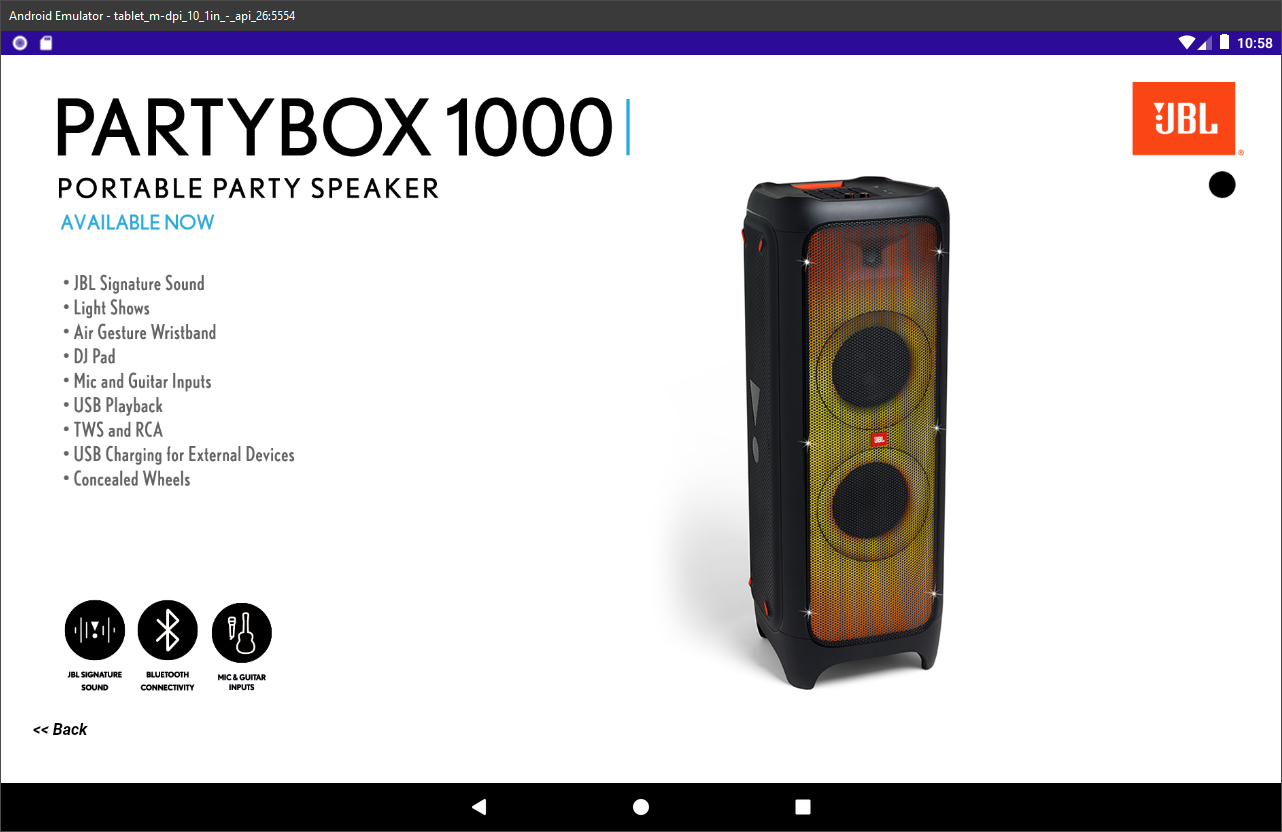 Android Emulator - tablet_m-dpi_10_1in_-_api_26:5554
10:58
PARTYBOX 1000
JBL®
PORTABLE PARTY SPEAKER
AVAILABLE NOW
• JBL Signature Sound
• Light Shows
• Air Gesture Wristband
• DJ Pad
• Mic and Guitar Inputs
• USB Playback
• TWS and RCA
• USB Charging for External Devices
• Concealed Wheels
JBL
JBL SIGNATURE
SOUND
BLUETOOTH
CONNECTIVITY
MIC & GUITAR
INPUTS
<< Back